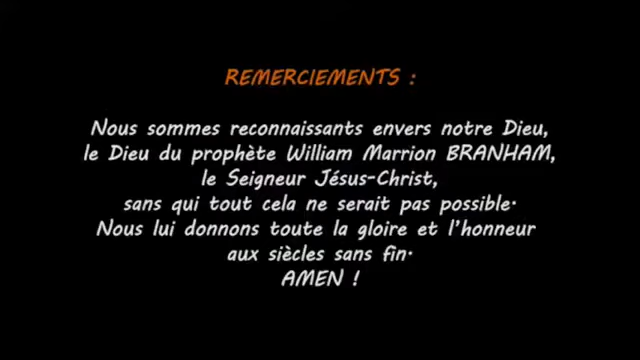 REMERCIEMENTS :
Nous sommes reconnaissants envers notre Dieu,
le Dieu du prophète William Marrion BRANHAM,
le Seigneur Jésus-Christ,
sans qui tout cela ne serait pas possible.
Nous lui donnons toute la gloire et l'honneur
aux siècles sans fin.
AMEN !